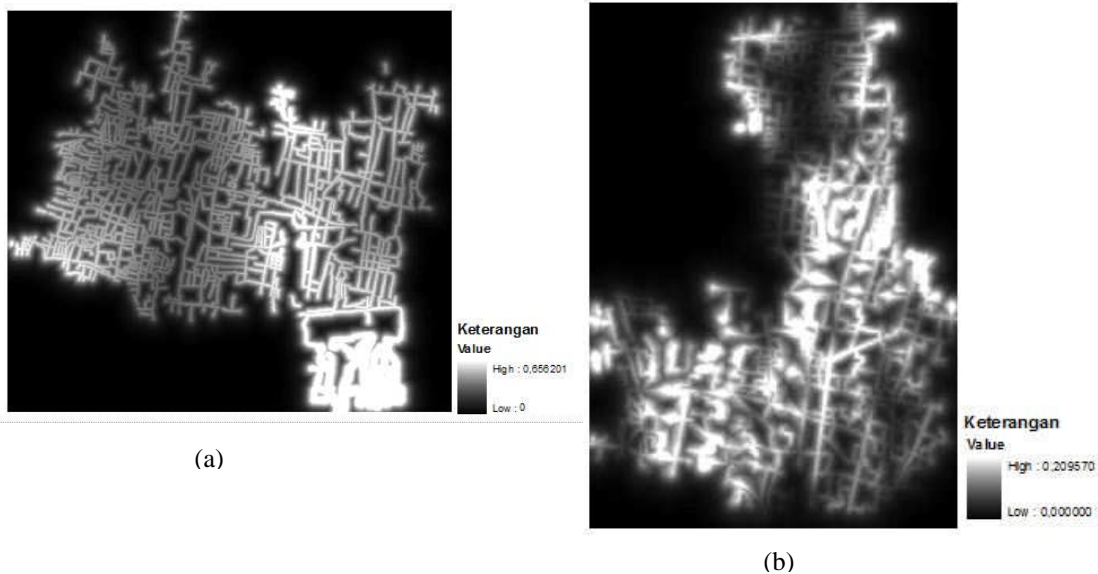 Keterangan
Value
High : 0,656201
Low : 0
(a)
Keterangan
Value
High : 0,209570
Low : 0,000000
(b)